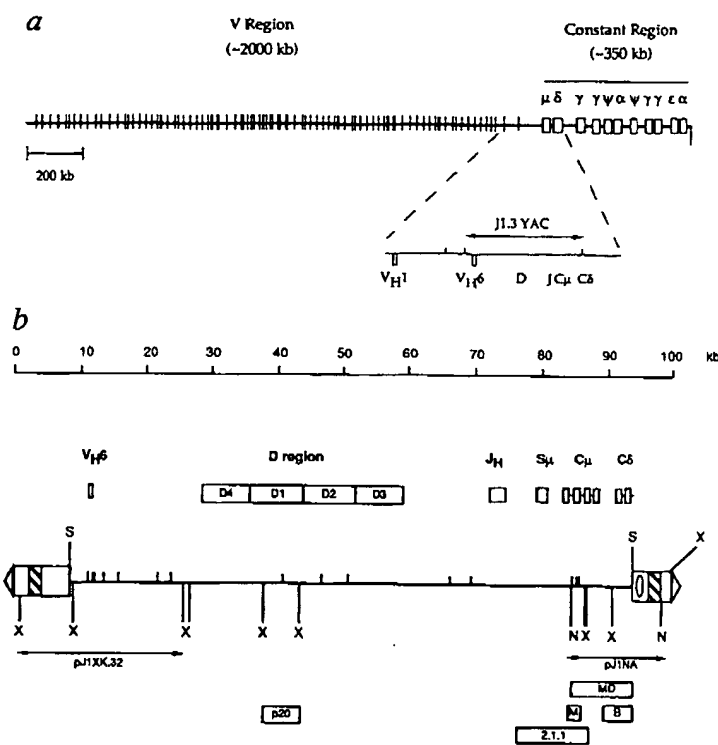 a
V Region
(~2000 kb)
Constant Region
(~350 kb)
μ δ γ γ ψ α ψ γ γ ε α
200 kb
J1.3 YAC
VH1 VH6 D J Cμ Cδ
b
0 10 20 30 40 50 60 70 80 90 100 kb
VH6 D region JH Sμ Cμ Cδ
D4 D1 D2 D3
S S X
X X X X X X N X X N
pJ1XK.32 pJ1NA
MD
p20 M B
2.1.1